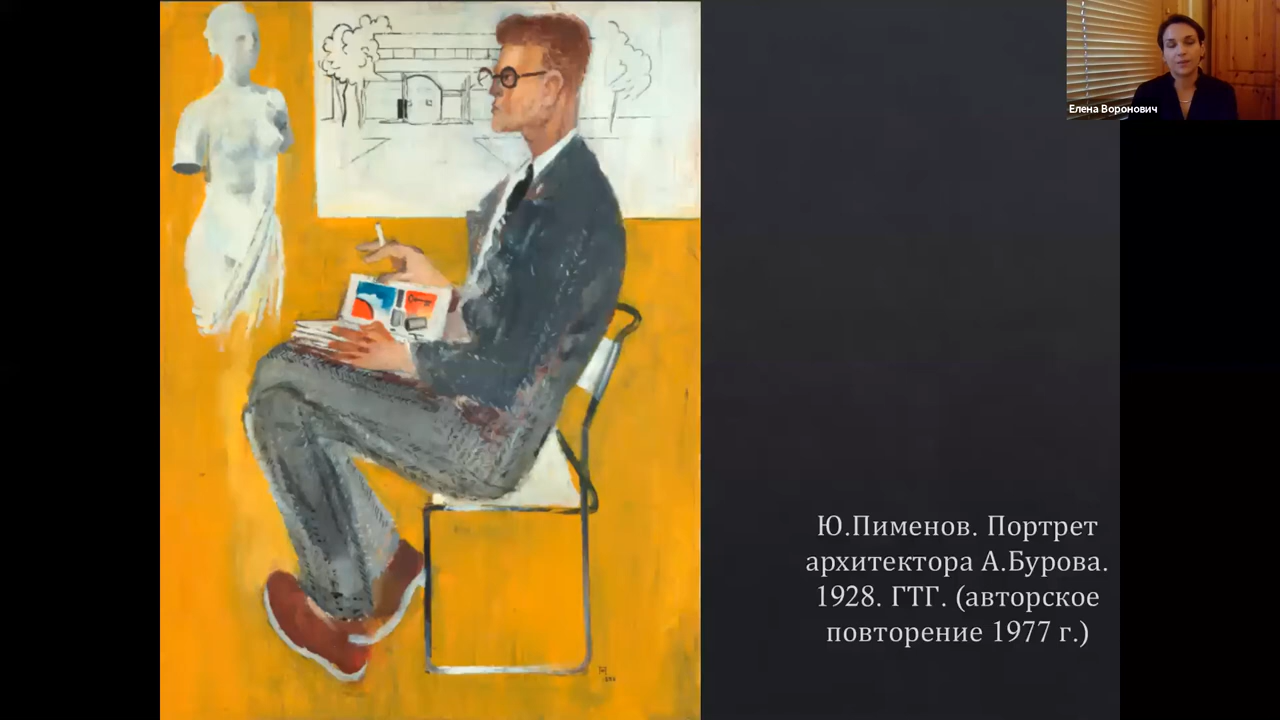 Елена Воронович
Ю.Пименов. Портрет
архитектора А.Бурова.
1928. ГТГ. (авторское
повторение 1977 г.)